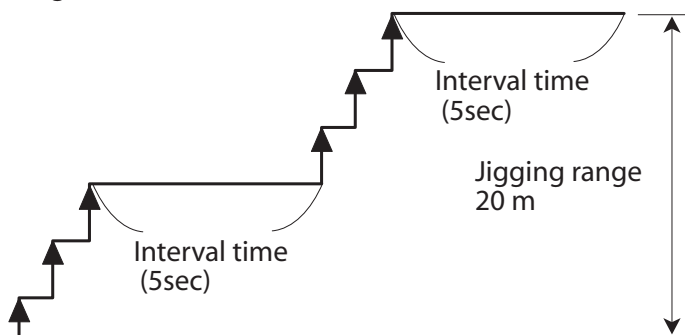 Interval time
(5sec)
Jigging range
20 m
Interval time
(5sec)